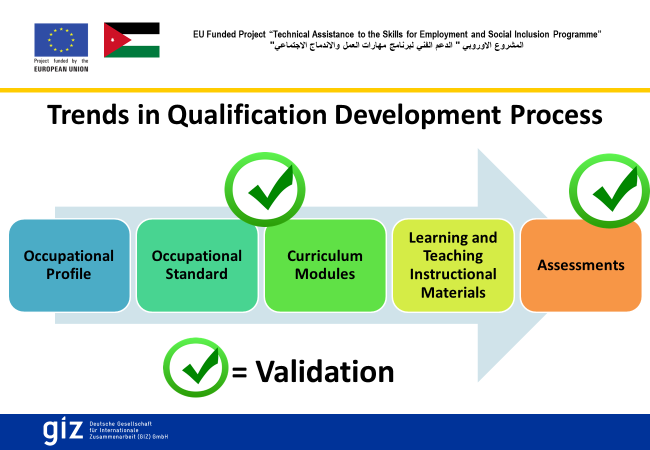 EU Funded Project “Technical Assistance to the Skills for Employment and Social Inclusion Programme”
المشروع الاوروبي " الدعم الفني لبرنامج مهارات العمل والاندماج الاجتماعي"
Project funded by the
EUROPEAN UNION
Trends in Qualification Development Process
Occupational
Profile
Occupational
Standard
Curriculum
Modules
Learning and
Teaching
Instructional
Materials
Assessments
= Validation
giz
Deutsche Gesellschaft
für Internationale
Zusammenarbeit (GIZ) GmbH